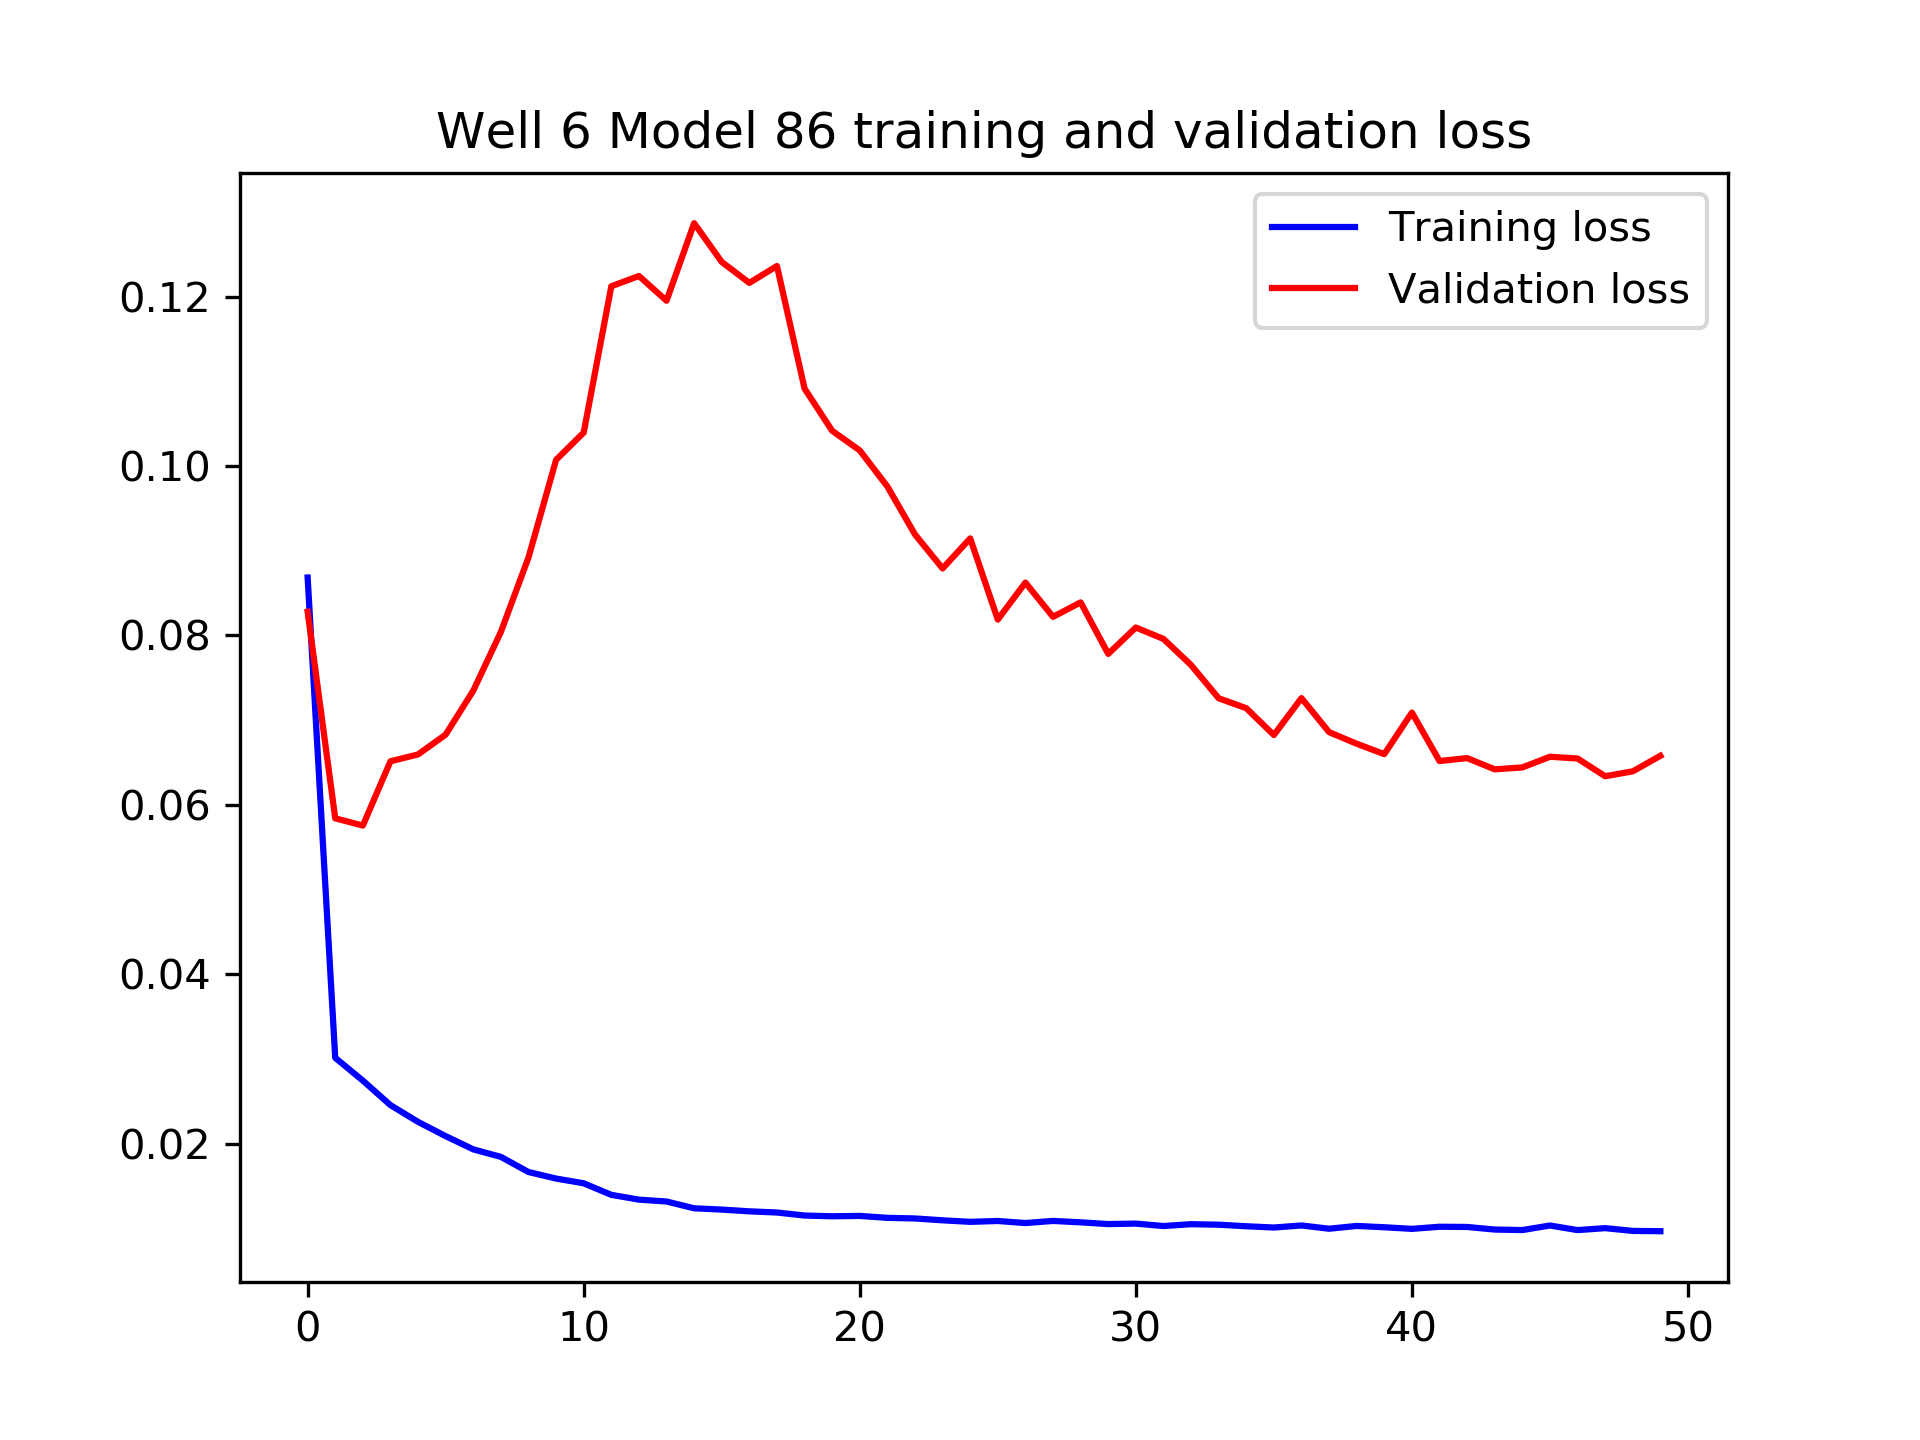 Well 6 Model 86 training and validation loss
Training loss
Validation loss
0.12
0.10
0.08
0.06
0.04
0.02
0 10 20 30 40 50